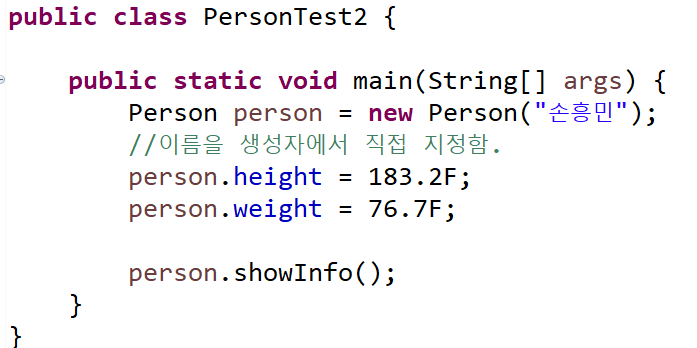 public class PersonTest2 {
public static void main(String[] args) {
Person person = new Person("손흥민");
//이름을 생성자에서 직접 지정함.
person.height = 183.2F;
person.weight = 76.7F;
person.showInfo();
}
}